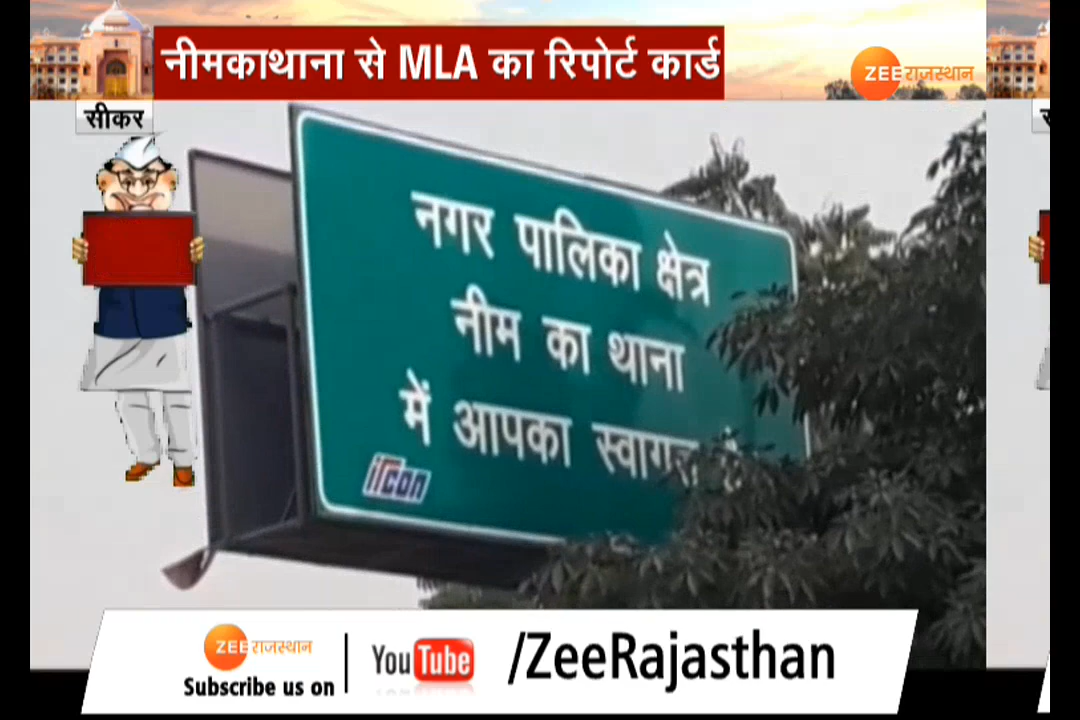 नीमकाथाना से MLA का रिपोर्ट कार्ड
ZEE राजस्थान
सीकर
नगर पालिका क्षेत्र
नीम का थाना
में आपका स्वागत
ircon
ZEE राजस्थान
Subscribe us on
YouTube
/ZeeRajasthan